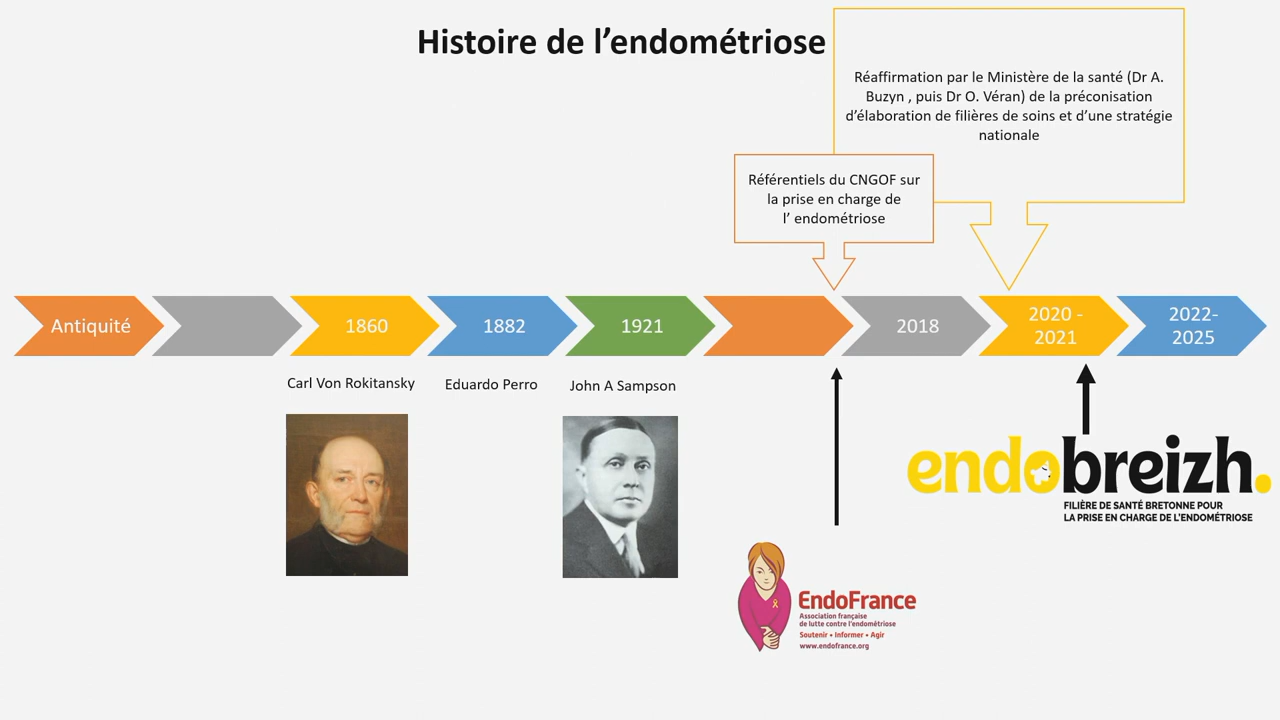 Histoire de l’endométriose
Réaffirmation par le Ministère de la santé (Dr A.
Buzyn , puis Dr O. Véran) de la préconisation
d’élaboration de filières de soins et d’une stratégie
nationale
Référentiels du CNGOF sur
la prise en charge de
l’ endométriose
Antiquité
1860
1882
1921
2018
2020 -
2021
2022-
2025
Carl Von Rokitansky
Eduardo Perro
John A Sampson
endobreizh.
FILIÈRE DE SANTÉ BRETONNE POUR
LA PRISE EN CHARGE DE L’ENDOMÉTRIOSE
EndoFrance
Association française
de lutte contre l’endométriose
Soutenir • Informer • Agir
www.endofrance.org